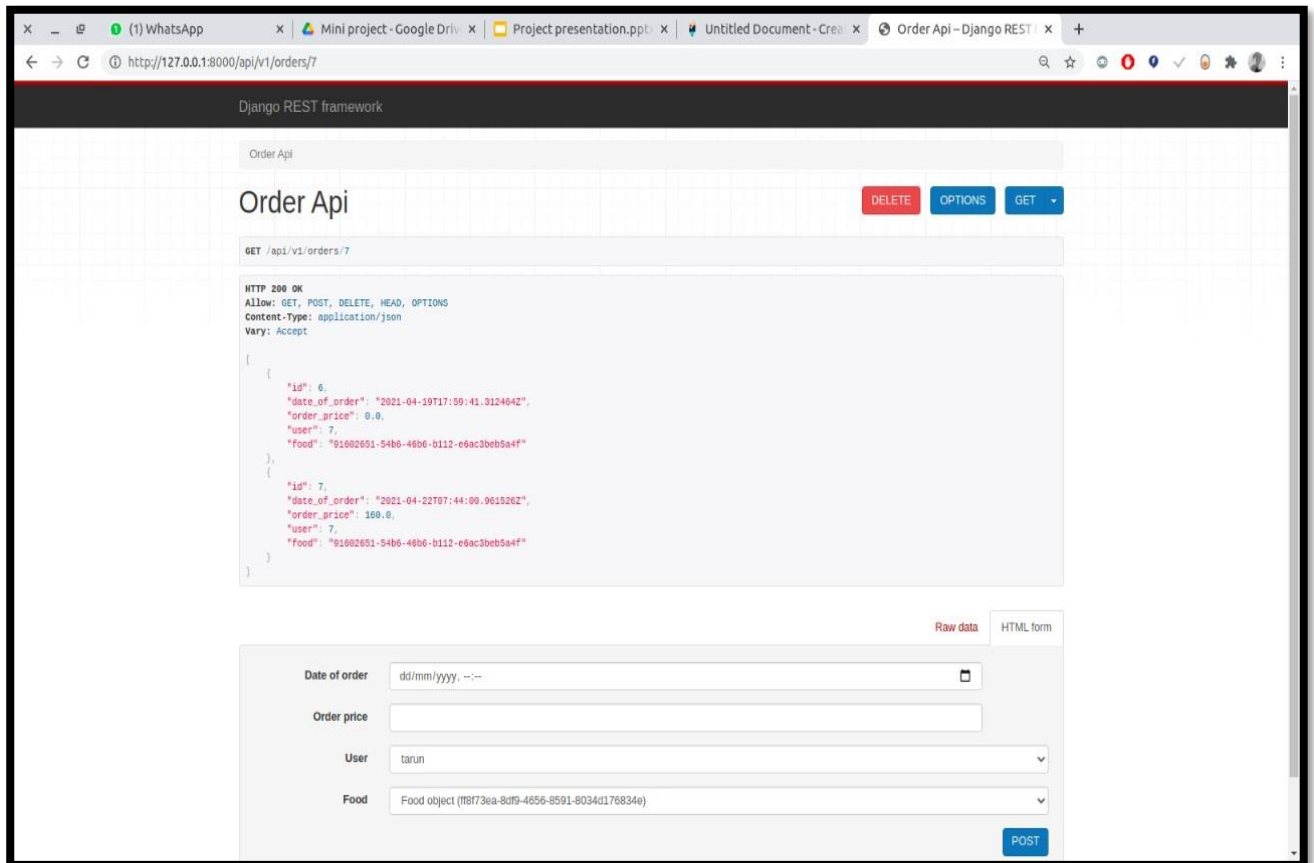 (1) WhatsApp
Mini project - Google Driv
Project presentation.ppt
Untitled Document - Crea
Order Api – Django REST
http://127.0.0.1:8000/api/v1/orders/7
Django REST framework
Order Api
Order Api
DELETE
OPTIONS
GET
GET /api/v1/orders/7
HTTP 200 OK
Allow: GET, POST, DELETE, HEAD, OPTIONS
Content-Type: application/json
Vary: Accept
[
{
"id": 6,
"date_of_order": "2021-04-19T17:59:41.312464Z",
"order_price": 0.0,
"user": 7,
"food": "91602651-54b6-46b6-b112-e6ac3beb5a4f"
},
{
"id": 7,
"date_of_order": "2021-04-22T07:44:00.961526Z",
"order_price": 160.0,
"user": 7,
"food": "91602651-54b6-46b6-b112-e6ac3beb5a4f"
}
]
Raw data
HTML form
Date of order
dd/mm/yyyy, --:--
Order price
User
tarun
Food
Food object (ff8f73ea-8df9-4656-8591-8034d176834e)
POST